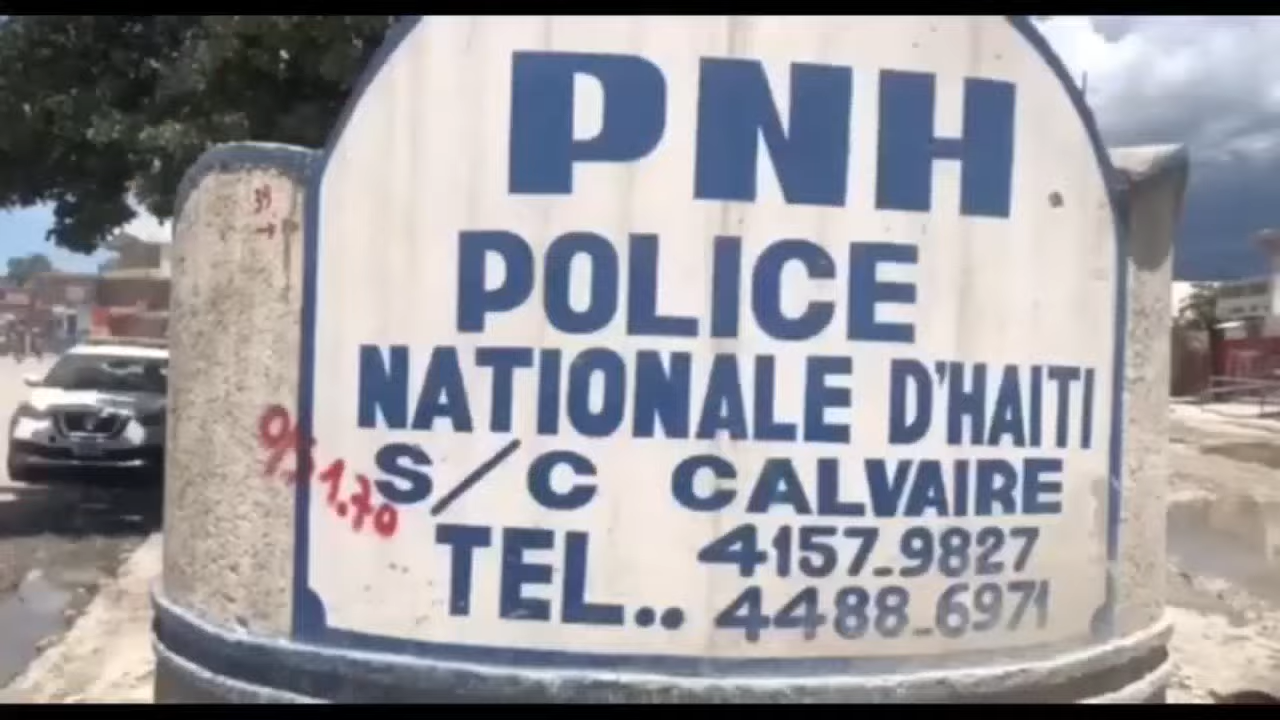 PNH
POLICE
NATIONALE D'HAITI
S/C CALVAIRE
TEL.. 4157-9827
4488-6971